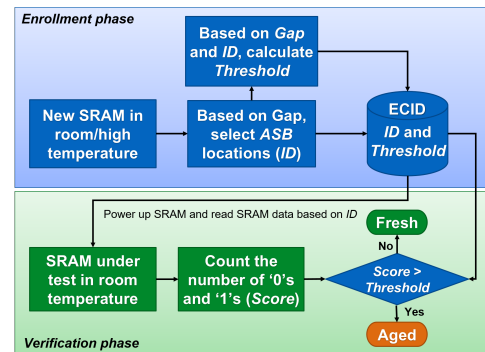 Enrollment phase
Based on Gap
and ID, calculate
Threshold
New SRAM in
room/high
temperature
Based on Gap,
select ASB
locations (ID)
ECID
ID and
Threshold
Power up SRAM and read SRAM data based on ID
Fresh
No
SRAM under
test in room
temperature
Count the
number of ‘0’s
and ‘1’s (Score)
Score >
Threshold
Yes
Aged
Verification phase